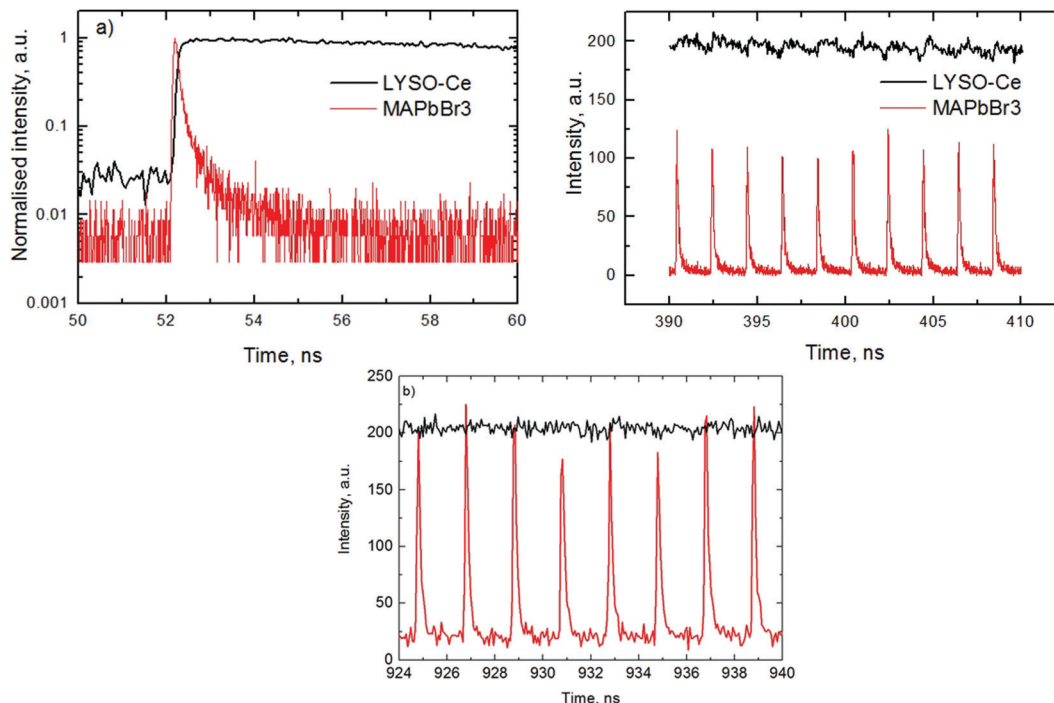 a)
Normalised intensity, a.u.
1
0.1
0.01
0.001
LYSO-Ce
MAPbBr3
50 52 54 56 58 60
Time, ns
Intensity, a.u.
200
150
100
50
0
LYSO-Ce
MAPbBr3
390 395 400 405 410
Time, ns
b)
Intensity, a.u.
250
200
150
100
50
0
924 926 928 930 932 934 936 938 940
Time, ns